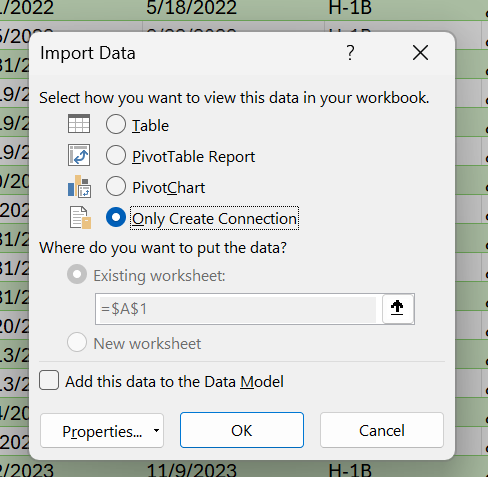 5/18/2022 H-1B
Import Data ?
Select how you want to view this data in your workbook.
Table
PivotTable Report
PivotChart
Only Create Connection
Where do you want to put the data?
Existing worksheet:
=$A$1
New worksheet
Add this data to the Data Model
Properties... OK Cancel
2/2023 11/9/2022 H-1B